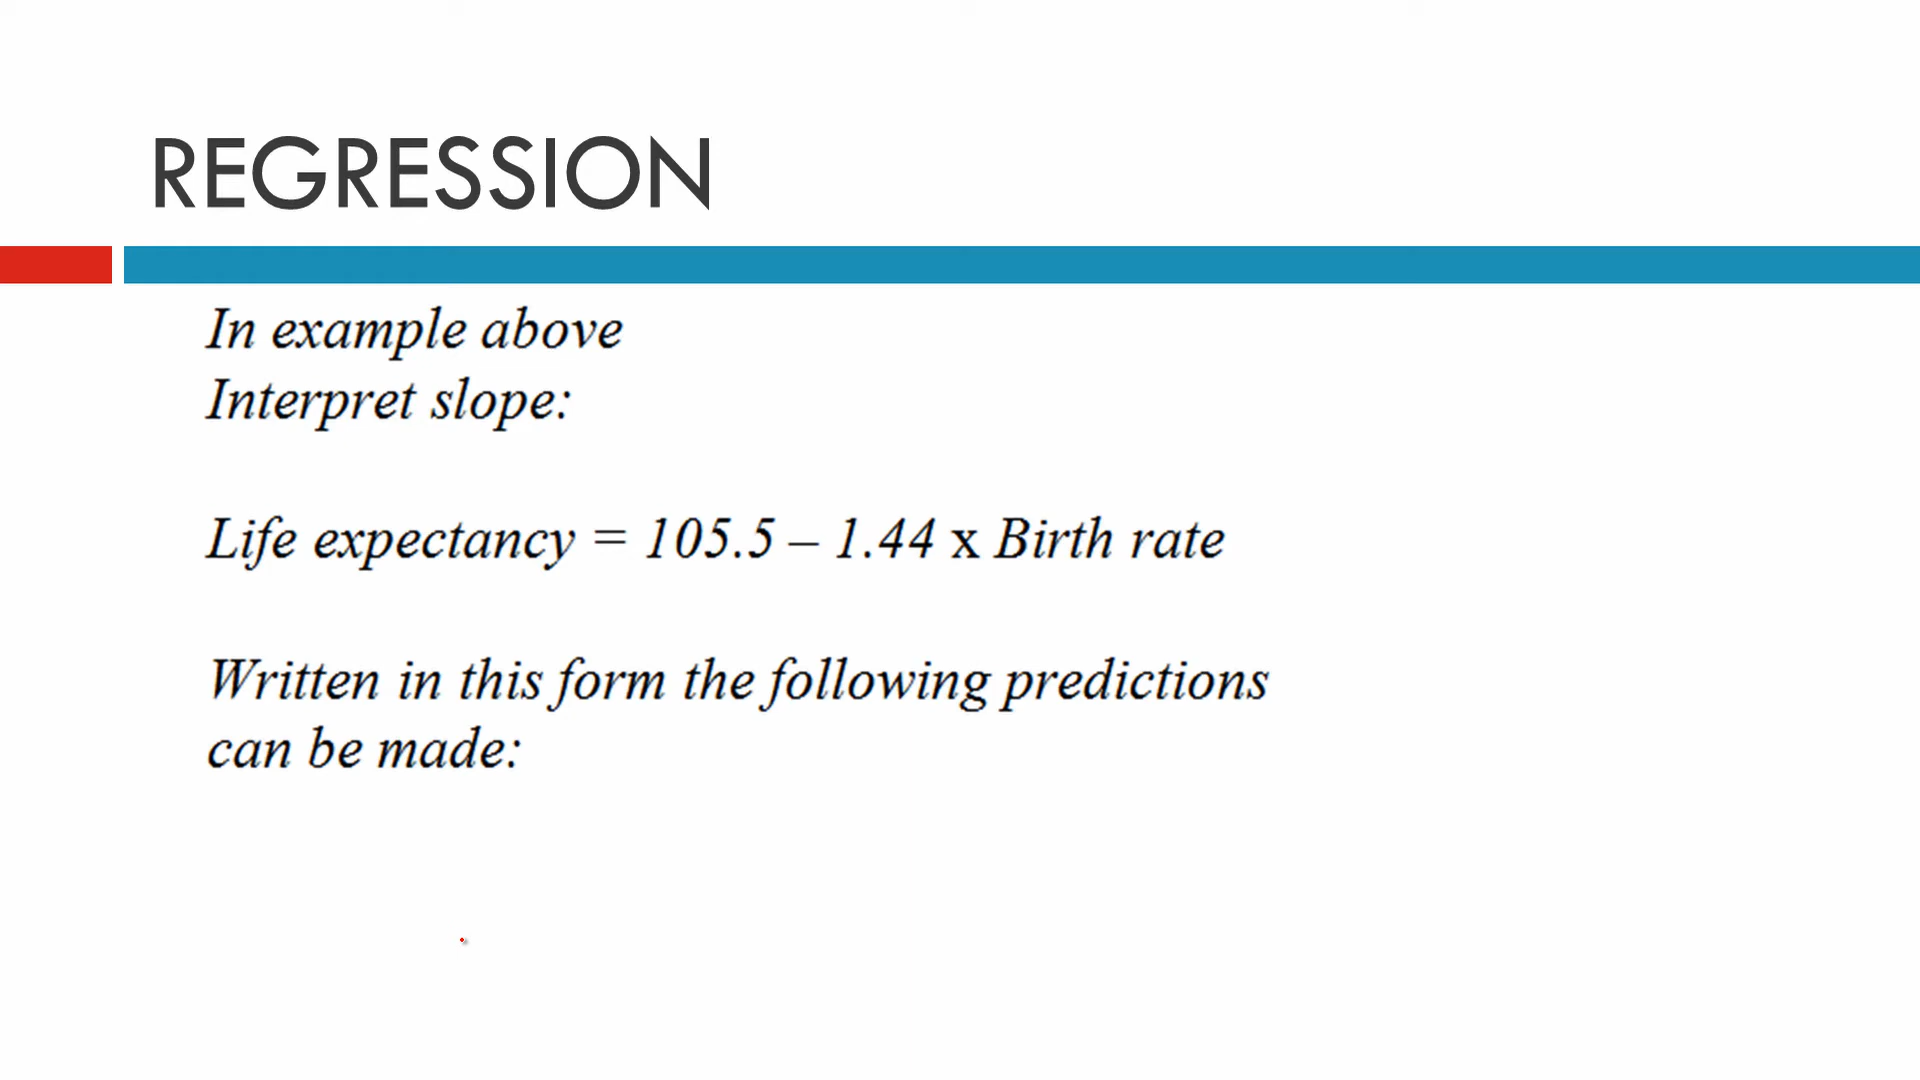 REGRESSION
In example above
Interpret slope:
Life expectancy = 105.5 – 1.44 x Birth rate
Written in this form the following predictions
can be made: